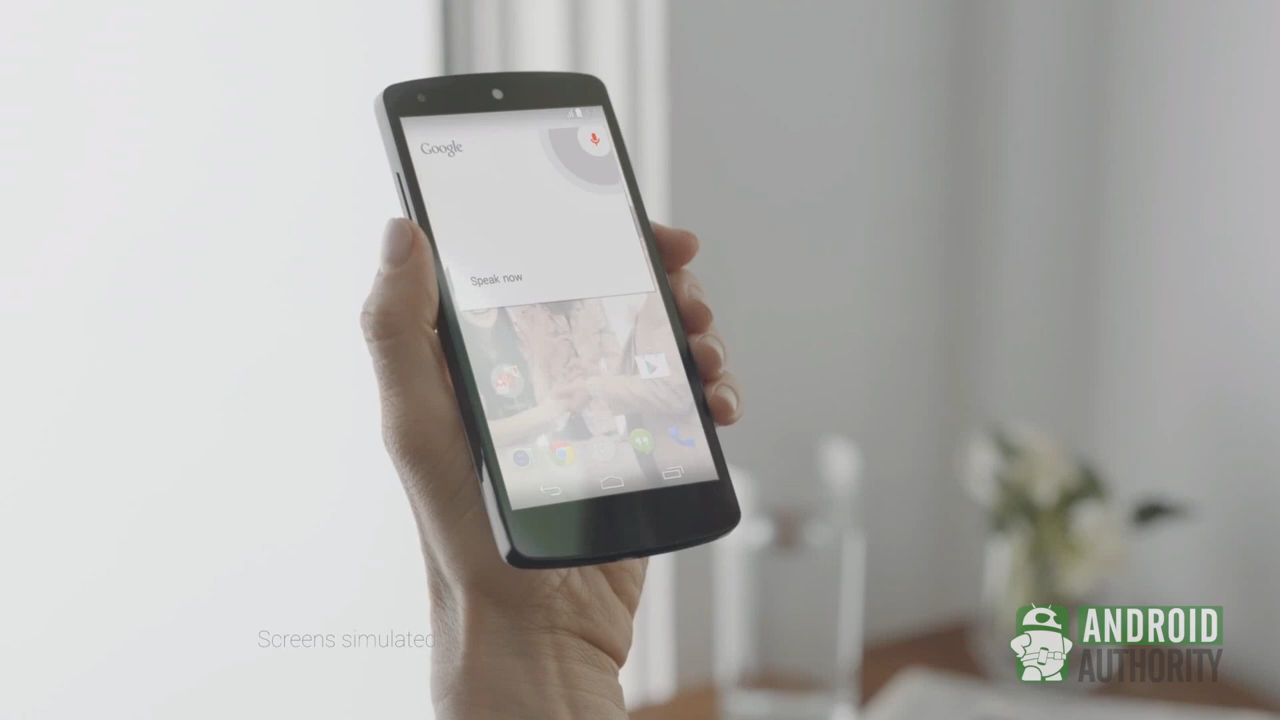 Google
Speak now
Screens simulated
ANDROID
AUTHORITY